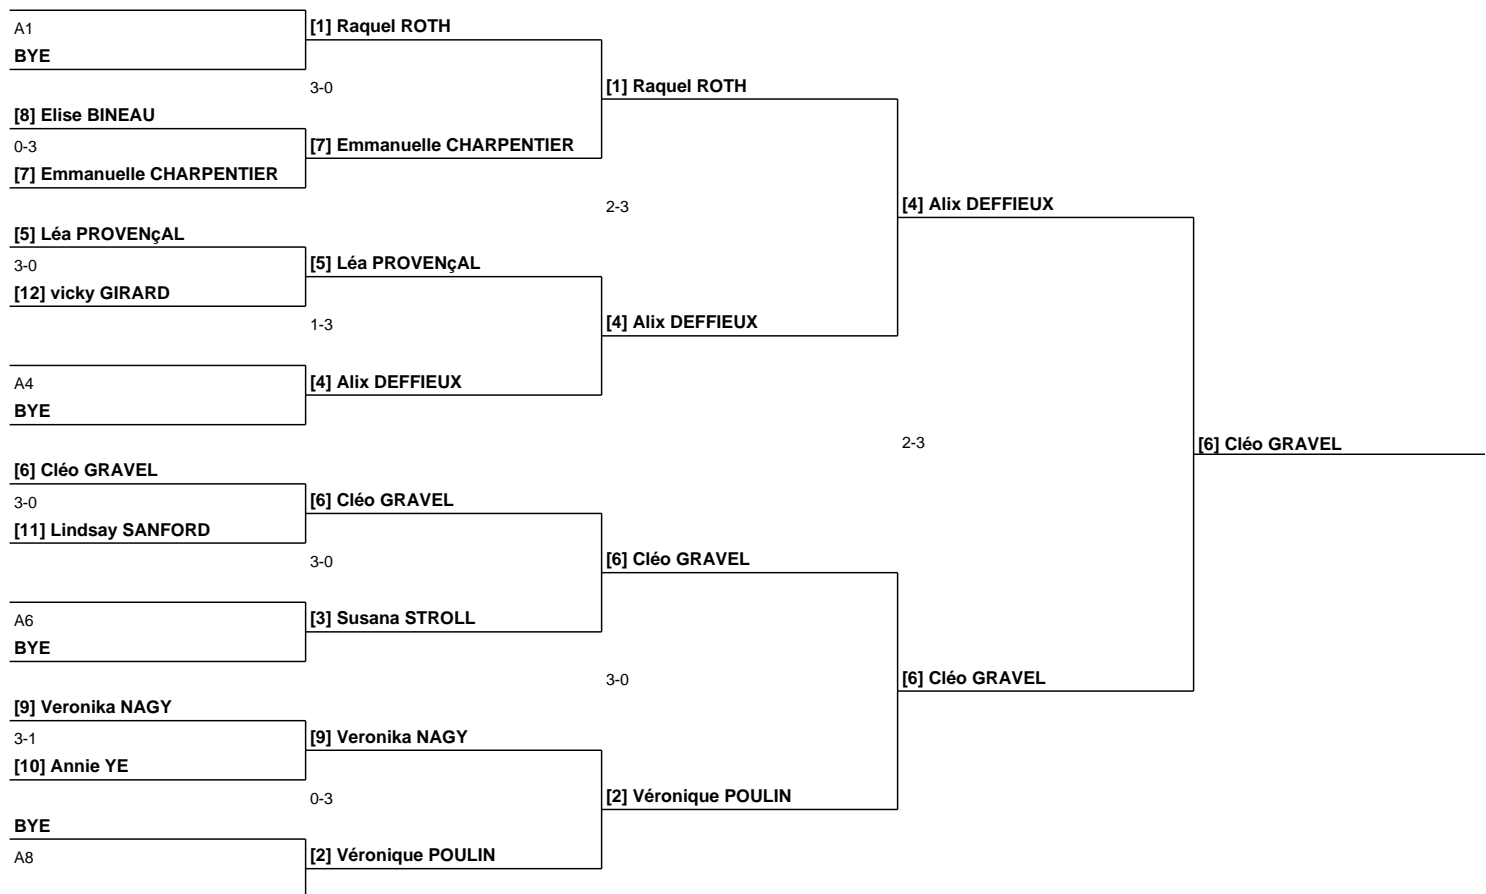 A1
[1] Raquel ROTH
BYE
3-0
[1] Raquel ROTH
[8] Elise BINEAU
0-3
[7] Emmanuelle CHARPENTIER
[7] Emmanuelle CHARPENTIER
2-3
[4] Alix DEFFIEUX
[5] Léa PROVENçAL
3-0
[5] Léa PROVENçAL
[12] vicky GIRARD
1-3
[4] Alix DEFFIEUX
A4
[4] Alix DEFFIEUX
BYE
2-3
[6] Cléo GRAVEL
[6] Cléo GRAVEL
3-0
[6] Cléo GRAVEL
[11] Lindsay SANFORD
3-0
[6] Cléo GRAVEL
A6
[3] Susana STROLL
BYE
3-0
[6] Cléo GRAVEL
[9] Veronika NAGY
3-1
[9] Veronika NAGY
[10] Annie YE
0-3
[2] Véronique POULIN
BYE
A8
[2] Véronique POULIN